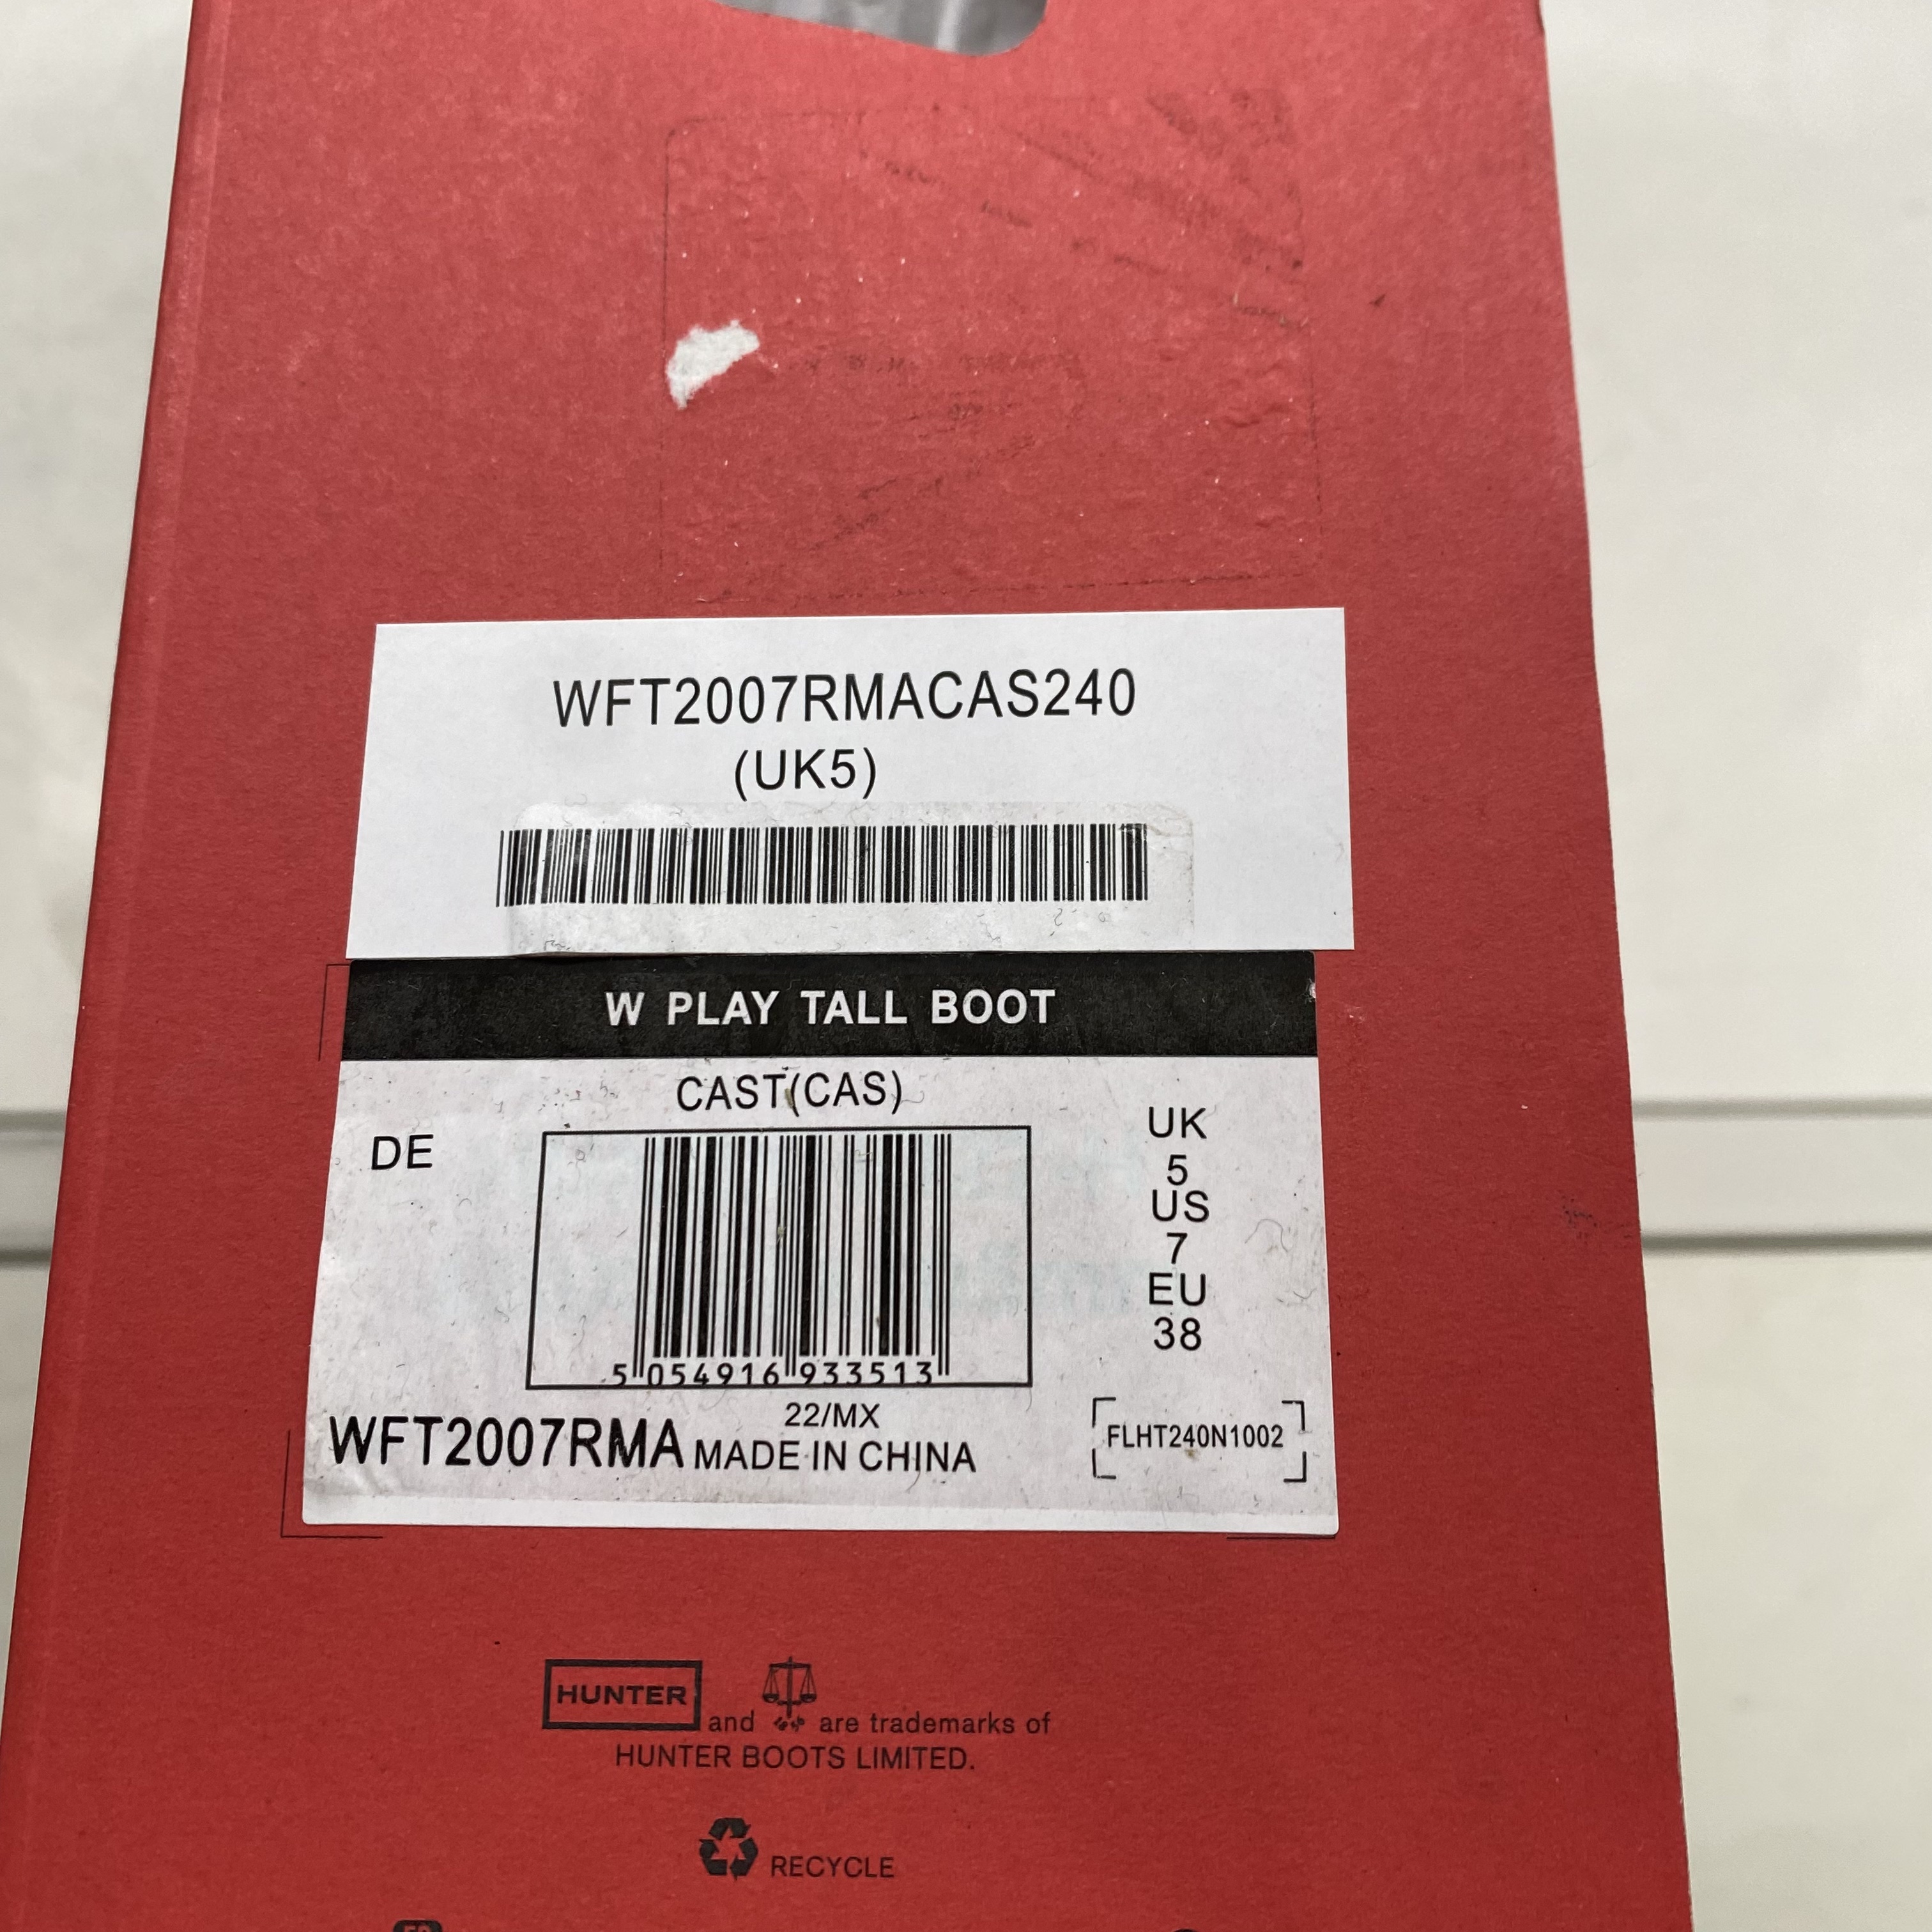 WFT2007RMACAS240
(UK5)
W PLAY TALL BOOT
CAST(CAS)
DE
UK
5
US
7
EU
38
5 054916 933513
22/MX
WFT2007RMA MADE IN CHINA
FLHT240N1002
HUNTER and are trademarks of
HUNTER BOOTS LIMITED.
RECYCLE